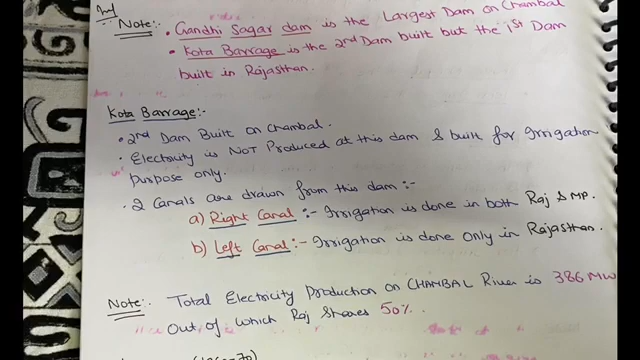 Imp
Note:- • Gandhi Sagar dam is the Largest Dam on Chambal
• Kota Barrage is the 2nd Dam built but the 1st Dam
built in Rajasthan.
Kota Barrage:-
• 2nd Dam Built on Chambal.
• Electricity is NOT Produced at this dam & built for Irrigation
purpose only.
• 2 Canals are drawn from this dam:-
a) Right Canal :- Irrigation is done in both Raj & MP.
b) Left Canal:- Irrigation is done only in Rajasthan.
Note:. Total Electricity Production on CHAMBAL River is 386 MW
Out of which Raj Shares 50%.